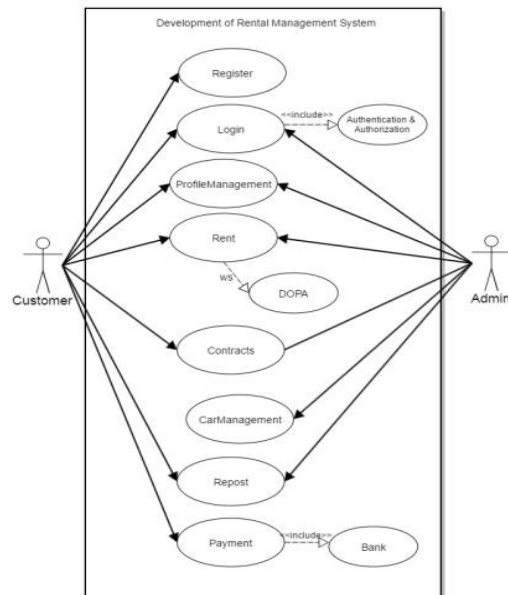 Development of Rental Management System
Register
<<include>>
Authentication &
Authorization
Login
ProfileManagement
Rent
ws
DOPA
Customer
Admin
Contracts
CarManagement
Repost
<<include>>
Payment
Bank